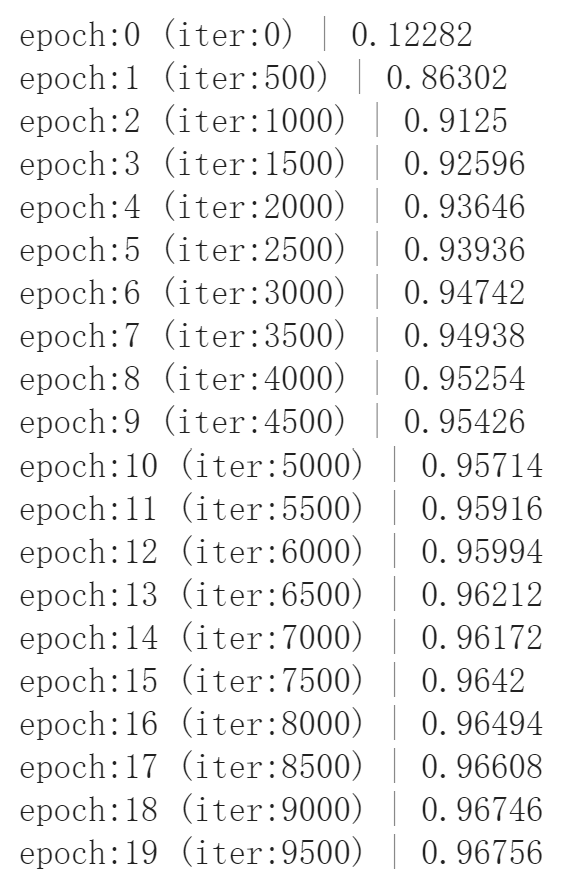 epoch:0 (iter:0) | 0.12282
epoch:1 (iter:500) | 0.86302
epoch:2 (iter:1000) | 0.9125
epoch:3 (iter:1500) | 0.92596
epoch:4 (iter:2000) | 0.93646
epoch:5 (iter:2500) | 0.93936
epoch:6 (iter:3000) | 0.94742
epoch:7 (iter:3500) | 0.94938
epoch:8 (iter:4000) | 0.95254
epoch:9 (iter:4500) | 0.95426
epoch:10 (iter:5000) | 0.95714
epoch:11 (iter:5500) | 0.95916
epoch:12 (iter:6000) | 0.95994
epoch:13 (iter:6500) | 0.96212
epoch:14 (iter:7000) | 0.96172
epoch:15 (iter:7500) | 0.9642
epoch:16 (iter:8000) | 0.96494
epoch:17 (iter:8500) | 0.96608
epoch:18 (iter:9000) | 0.96746
epoch:19 (iter:9500) | 0.96756